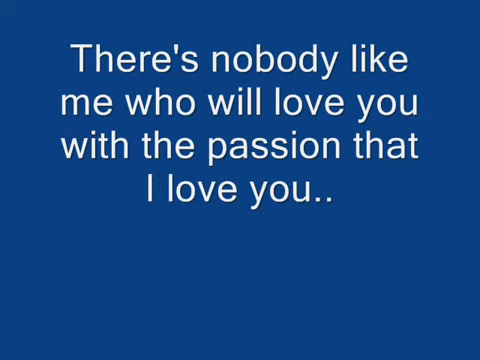 There's nobody like
me who will love you
with the passion that
I love you..